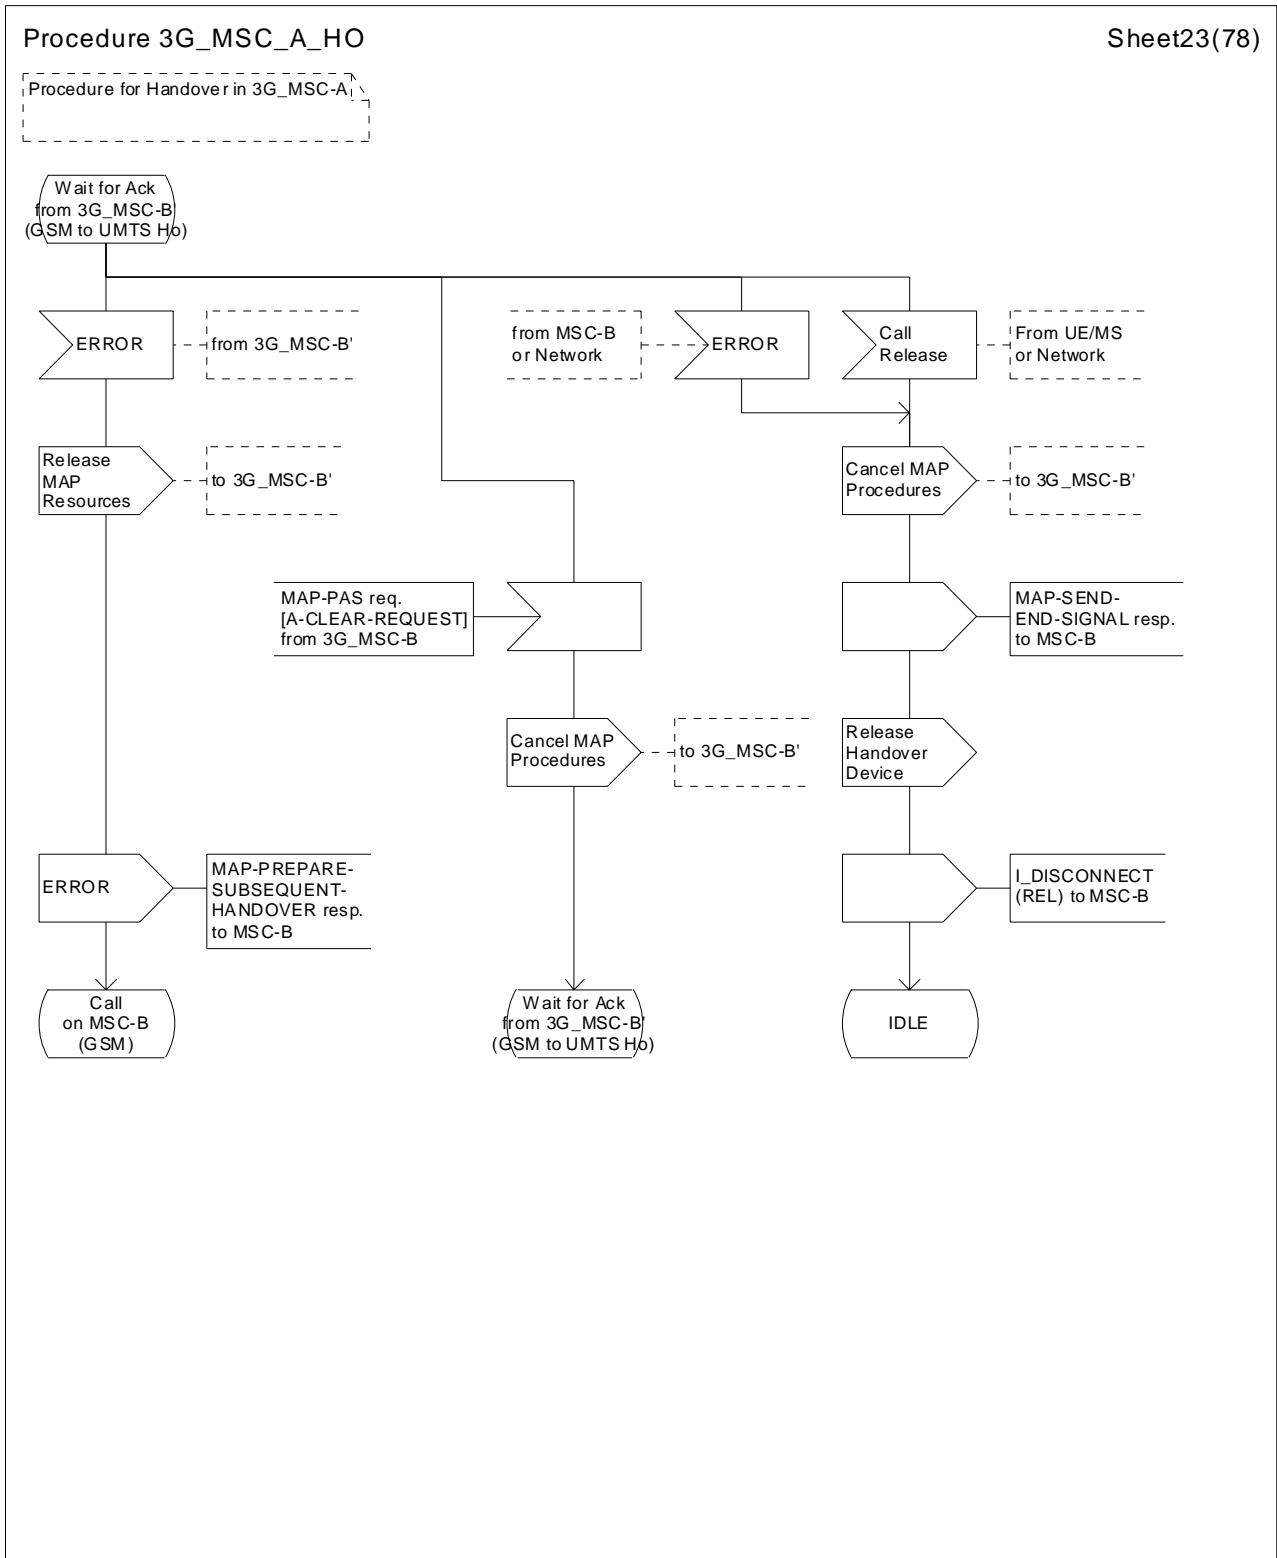 Procedure 3G_MSC_A_HO
Sheet23(78)
Procedure for Handover in 3G_MSC-A
Wait for Ack
from 3G_MSC-B'
(GSM to UMTS Ho)
ERROR
from 3G_MSC-B'
from MSC-B
or Network
ERROR
Call
Release
From UE/MS
or Network
Release
MAP
Resources
to 3G_MSC-B'
Cancel MAP
Procedures
to 3G_MSC-B'
MAP-PAS req.
[A-CLEAR-REQUEST]
from 3G_MSC-B
MAP-SEND-
END-SIGNAL resp.
to MSC-B
Cancel MAP
Procedures
to 3G_MSC-B'
Release
Handover
Device
ERROR
MAP-PREPARE-
SUBSEQUENT-
HANDOVER resp.
to MSC-B
I_DISCONNECT
(REL) to MSC-B
Call
on MSC-B
(GSM)
Wait for Ack
from 3G_MSC-B'
(GSM to UMTS Ho)
IDLE